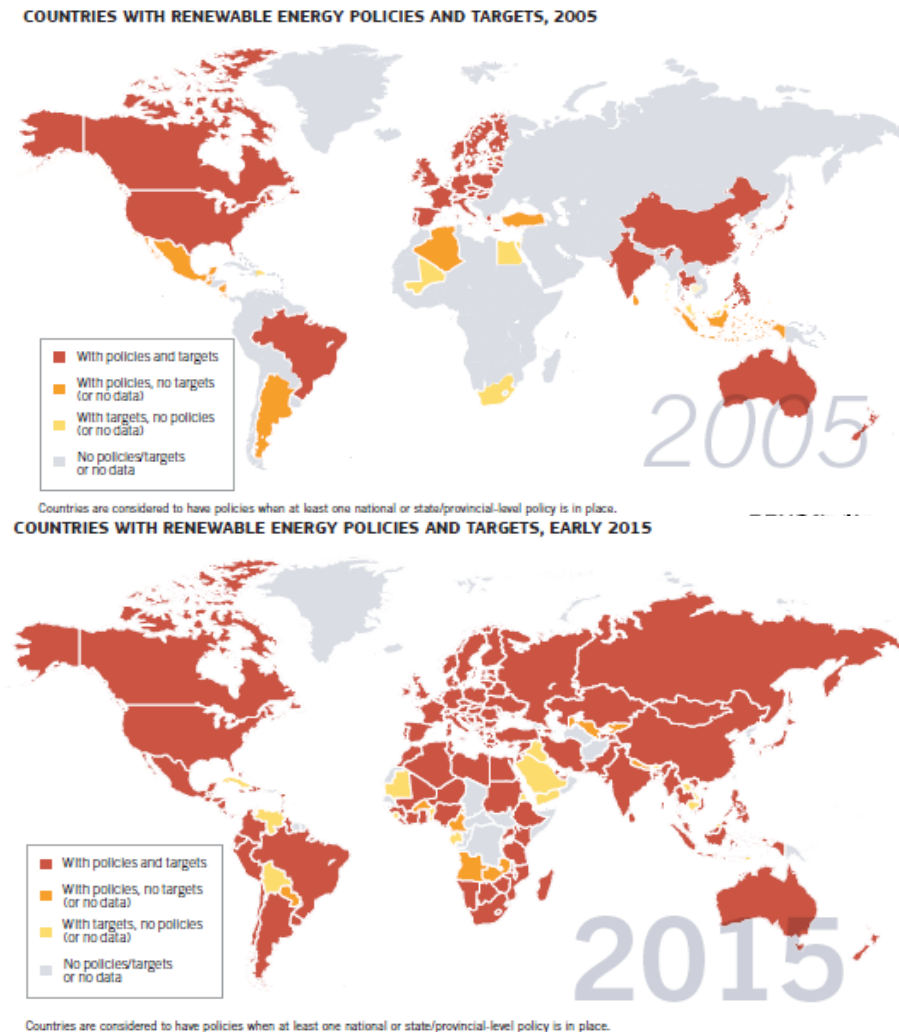 COUNTRIES WITH RENEWABLE ENERGY POLICIES AND TARGETS, 2005
With policies and targets
With policies, no targets
(or no data)
With targets, no policies
(or no data)
No policies/targets
or no data
2005
Countries are considered to have policies when at least one national or state/provincial-level policy is in place.
COUNTRIES WITH RENEWABLE ENERGY POLICIES AND TARGETS, EARLY 2015
With policies and targets
With policies, no targets
(or no data)
With targets, no policies
(or no data)
No policies/targets
or no data
2015
Countries are considered to have policies when at least one national or state/provincial-level policy is in place.